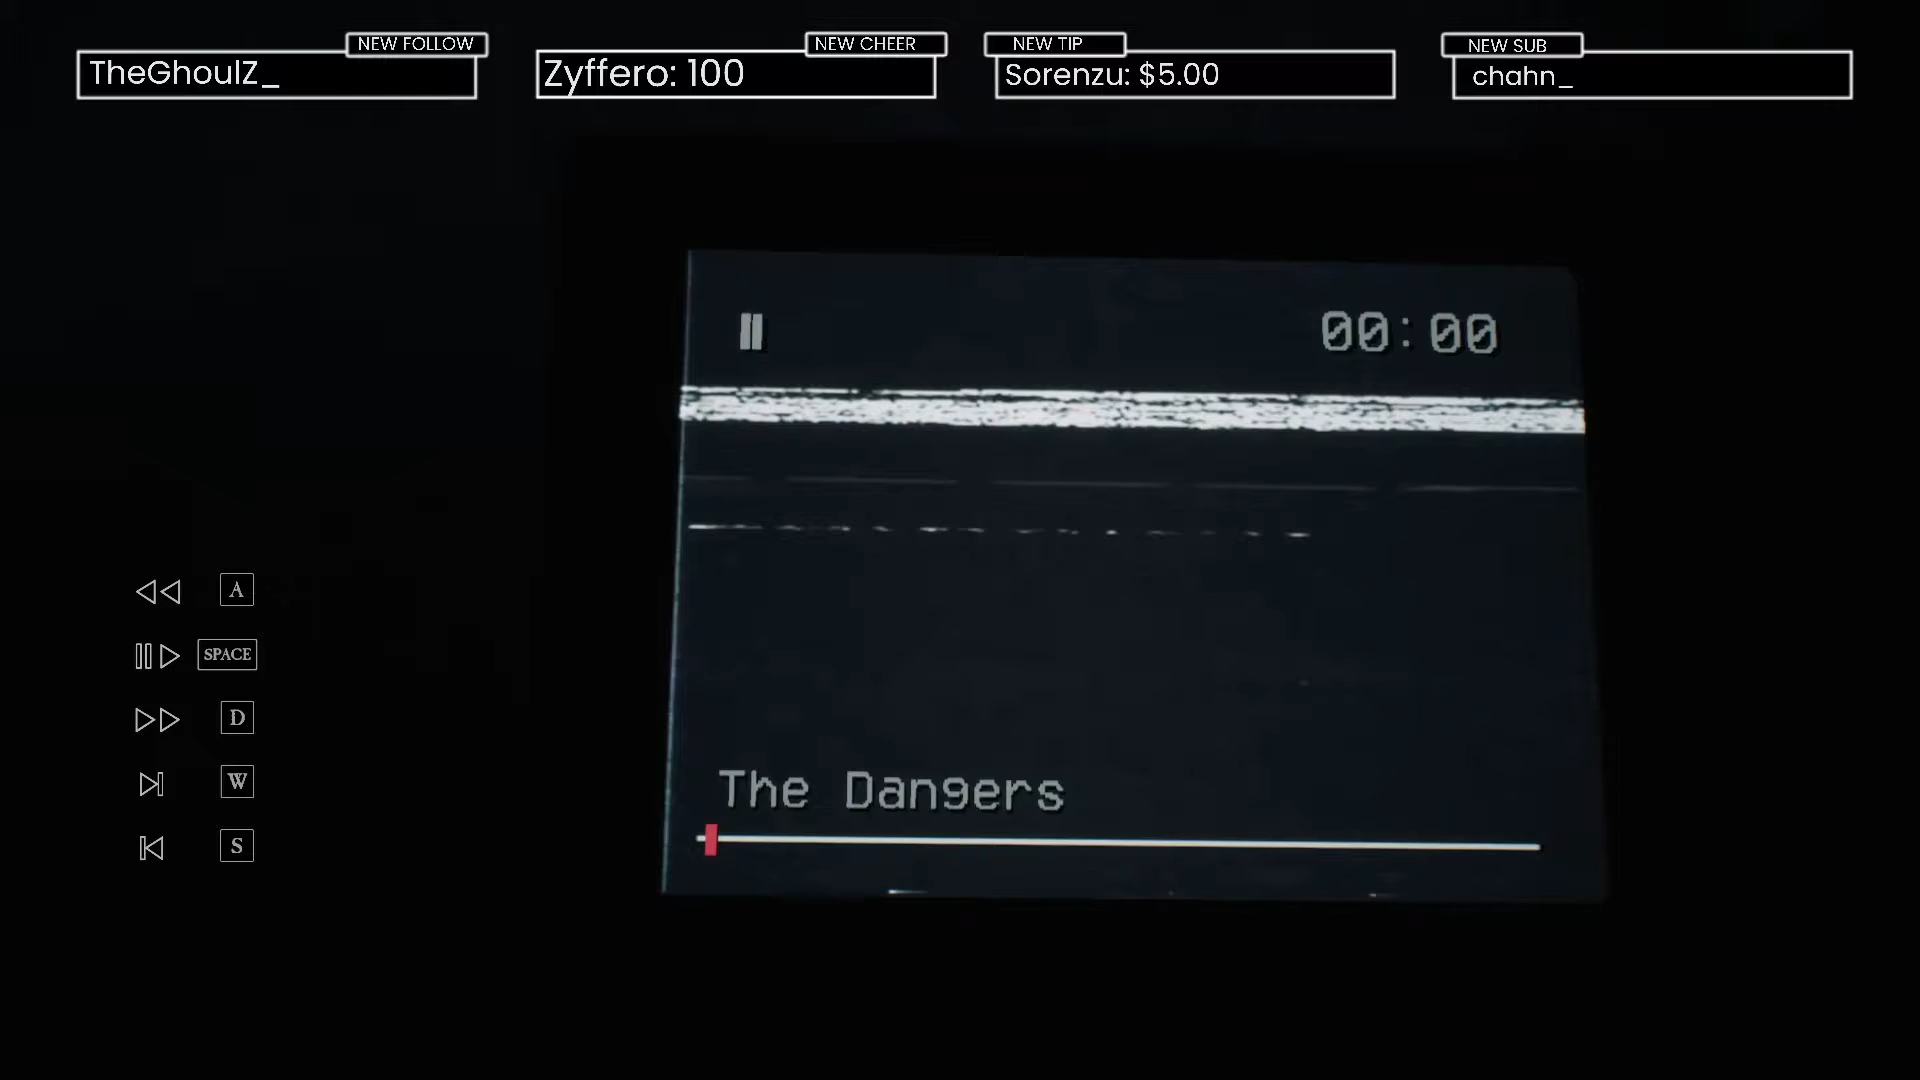 NEW FOLLOW
TheGhoulZ_
NEW CHEER
Zyffero: 100
NEW TIP
Sorenzu: $5.00
NEW SUB
chahn_
00:00
A
SPACE
D
W
S
The Dangers